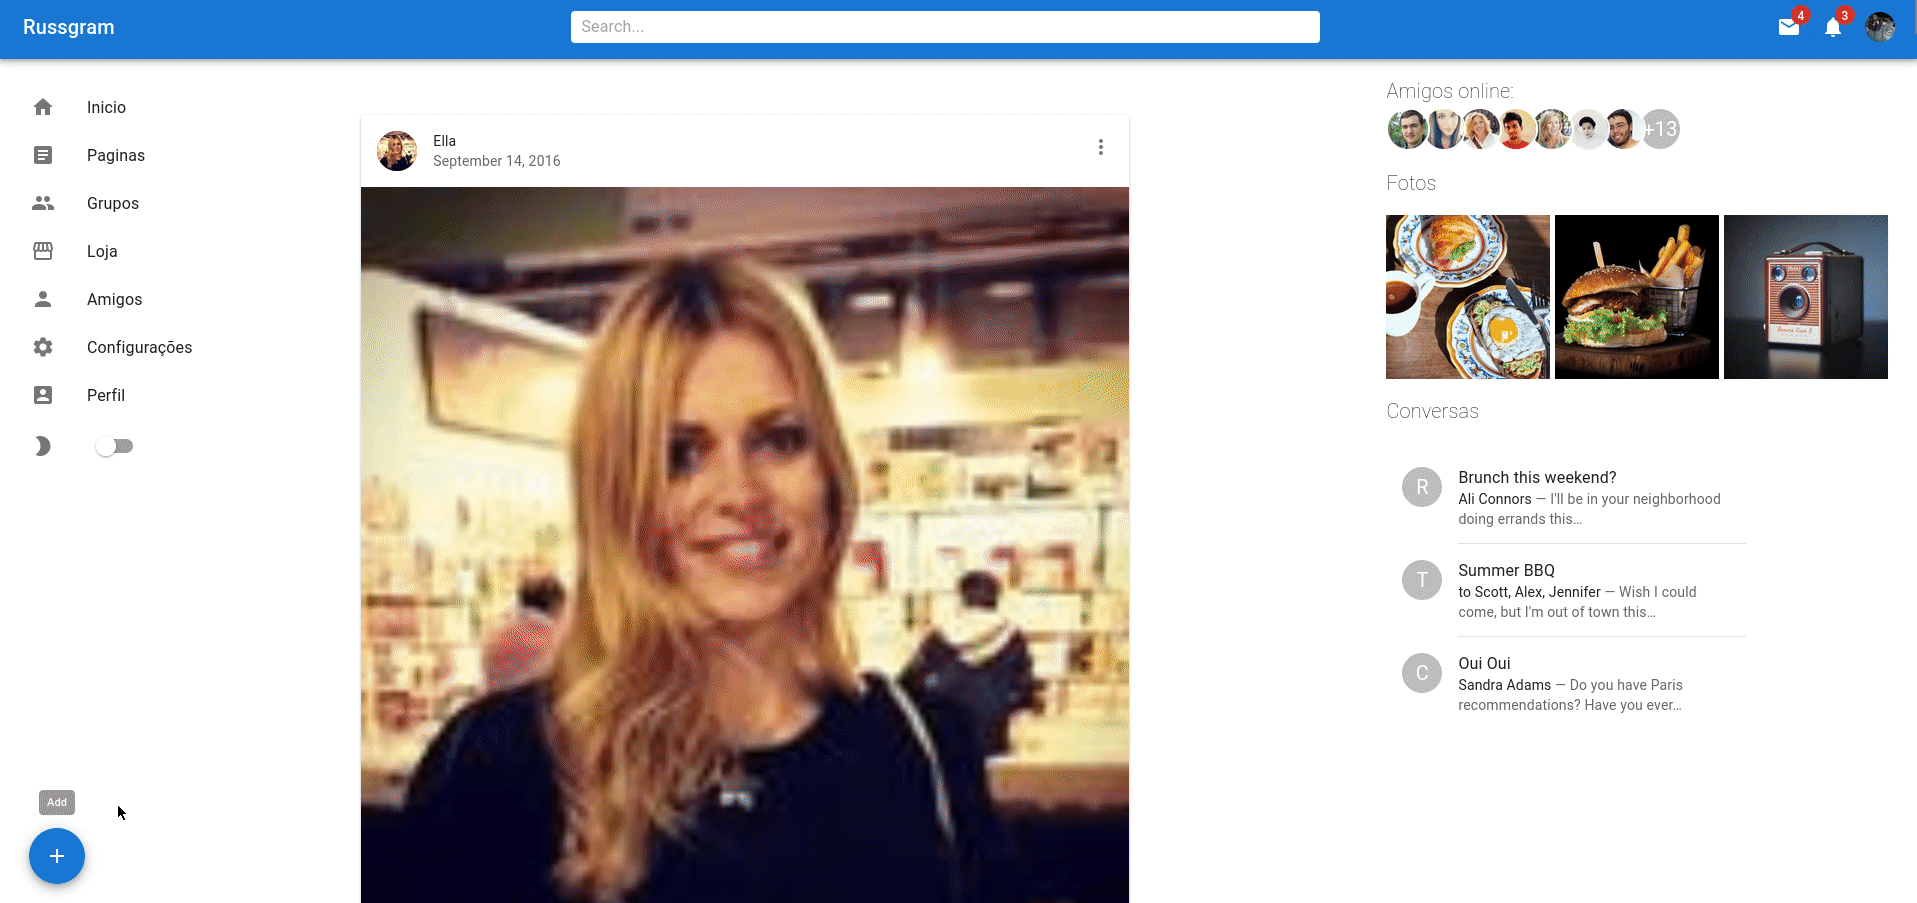 Russgram
Search...
4
3
Inicio
Paginas
Grupos
Loja
Amigos
Configurações
Perfil
Add
Ella
September 14, 2016
Amigos online:
+13
Fotos
Conversas
R
Brunch this weekend?
Ali Connors — I'll be in your neighborhood
doing errands this…
T
Summer BBQ
to Scott, Alex, Jennifer — Wish I could
come, but I'm out of town this…
C
Oui Oui
Sandra Adams — Do you have Paris
recommendations? Have you ever…